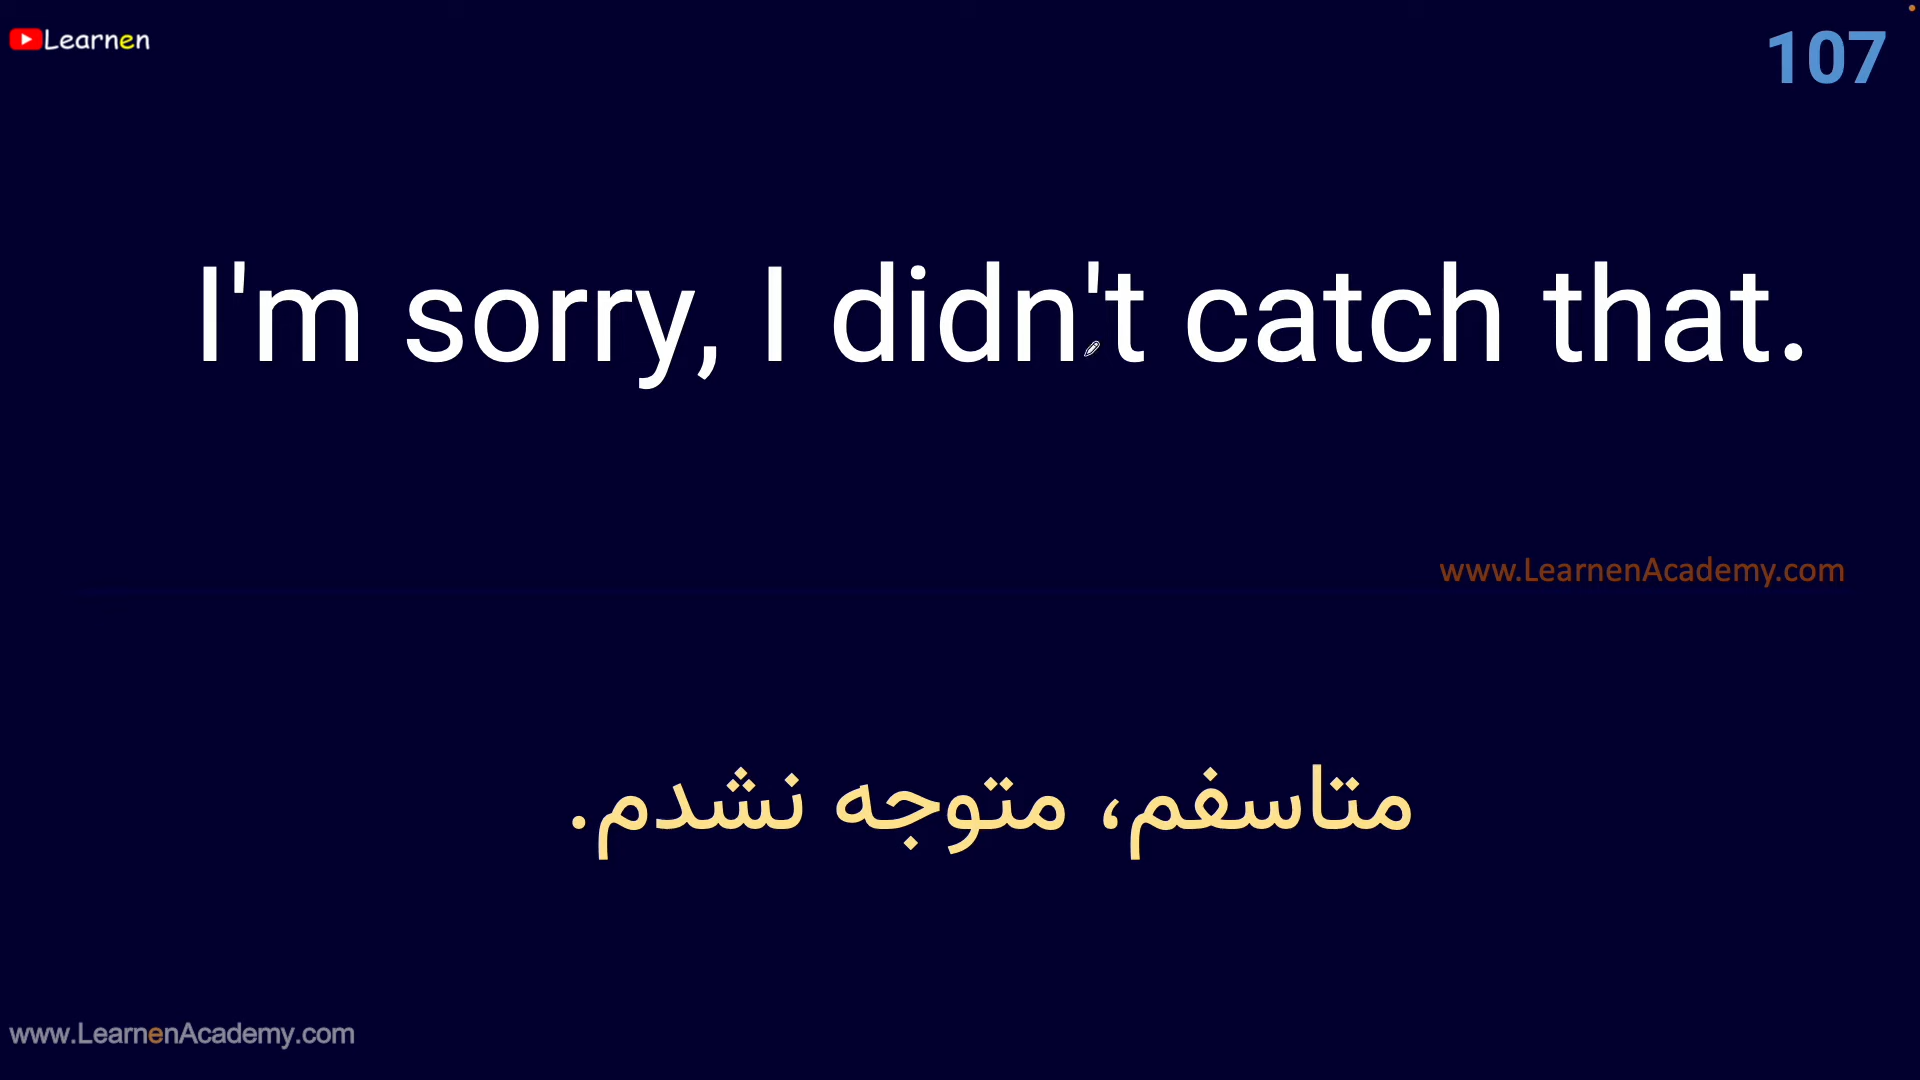 Learnen
107
I'm sorry, I didn't catch that.
www.LearnenAcademy.com
متاسفم، متوجه نشدم.
www.LearnenAcademy.com